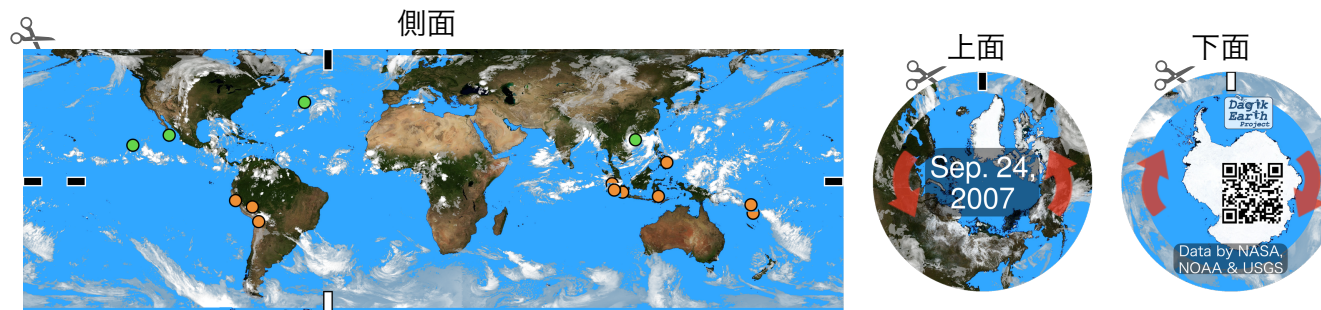 側面
上面
下面
Sep. 24,
2007
Dagik
Earth
Project
Data by NASA,
NOAA & USGS